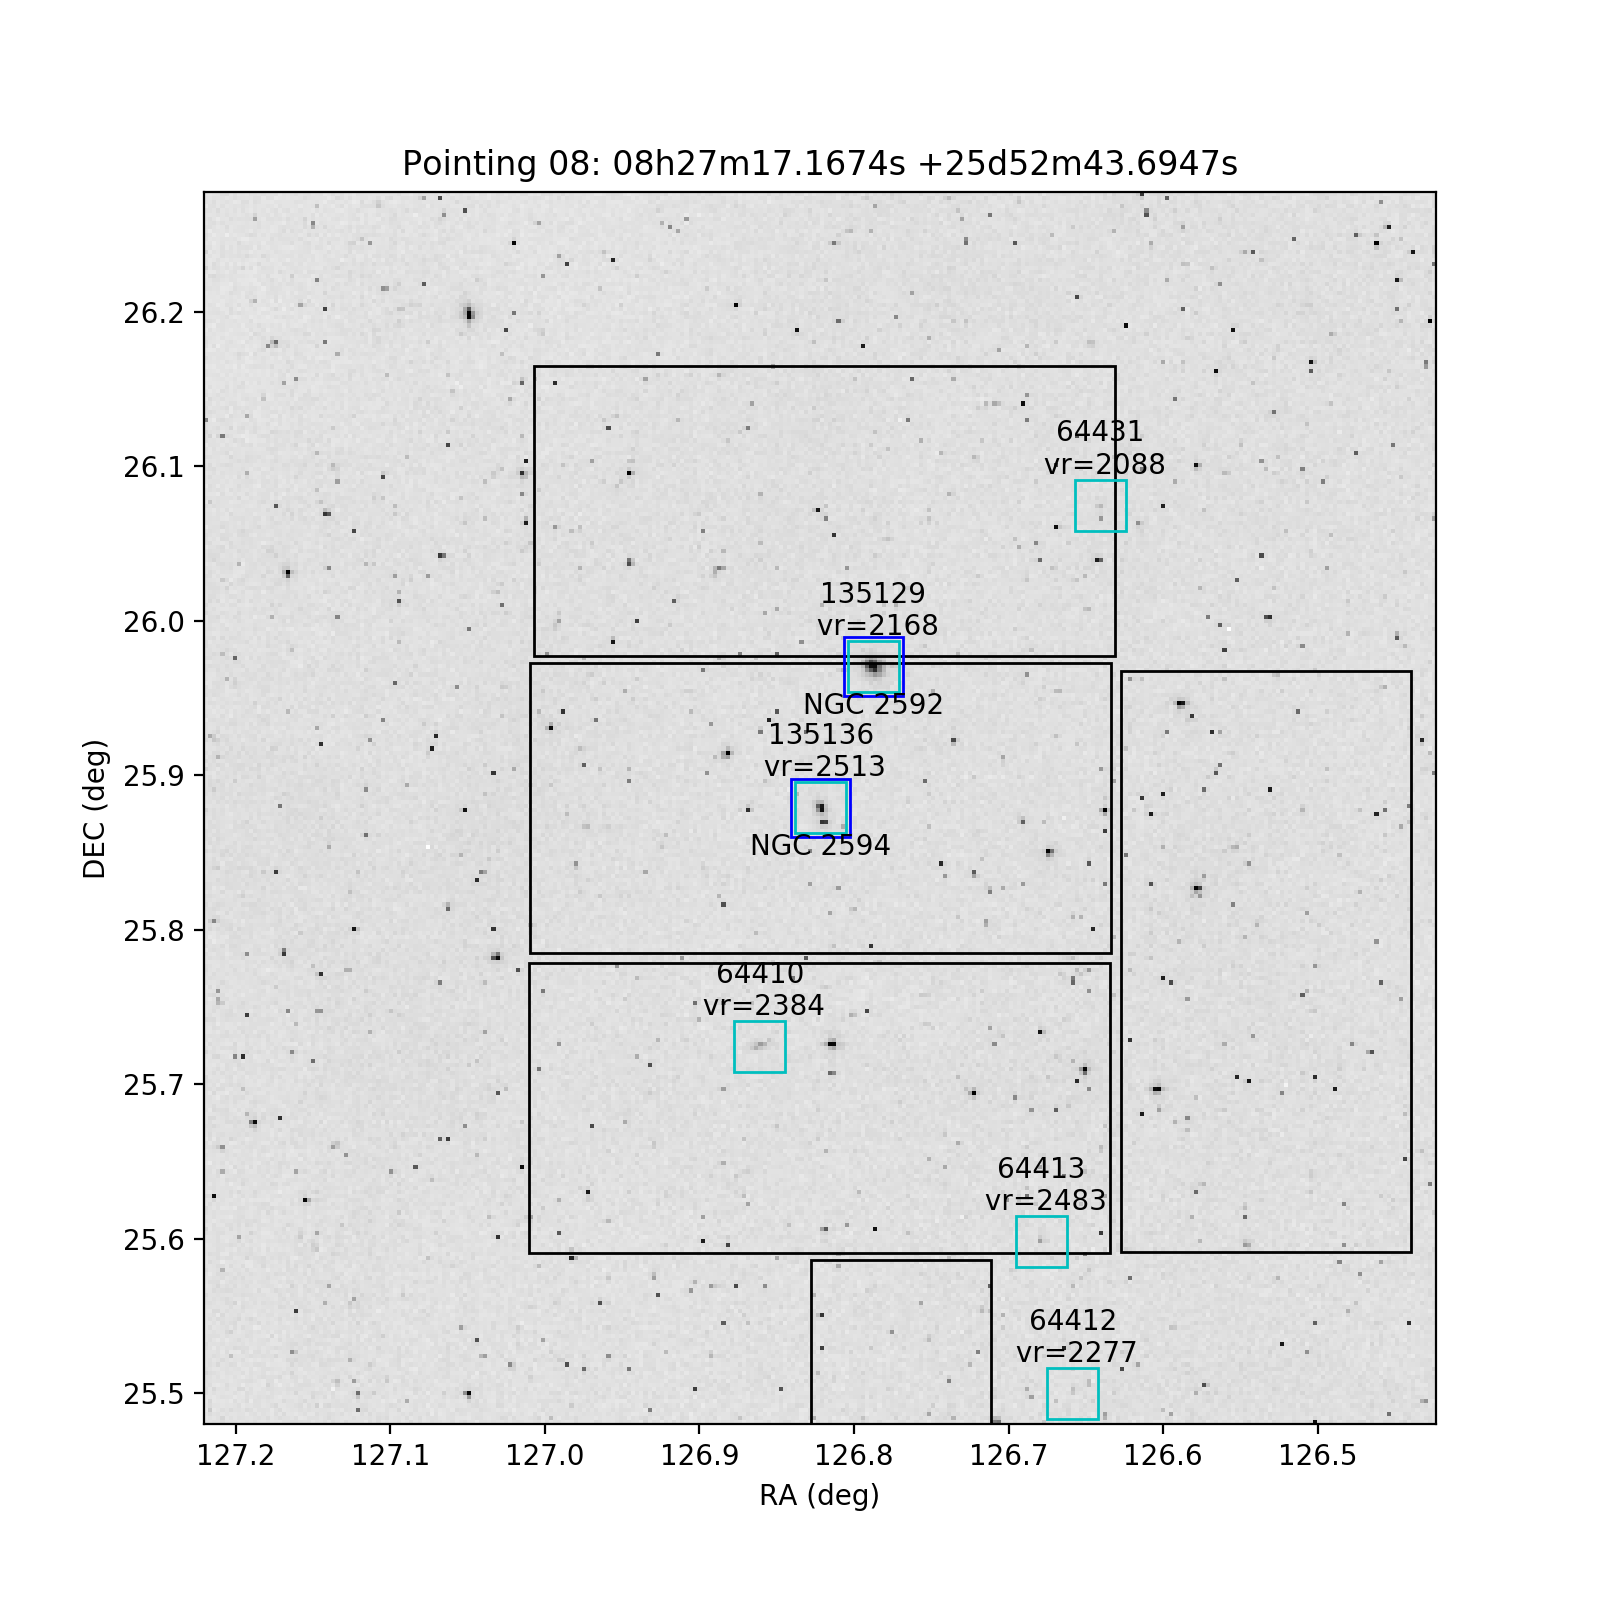 Pointing 08: 08h27m17.1674s +25d52m43.6947s
26.2
26.1
26.0
25.9
25.8
25.7
25.6
25.5
DEC (deg)
64431
vr=2088
135129
vr=2168
NGC 2592
135136
vr=2513
NGC 2594
64410
vr=2384
64413
vr=2483
64412
vr=2277
127.2 127.1 127.0 126.9 126.8 126.7 126.6 126.5
RA (deg)